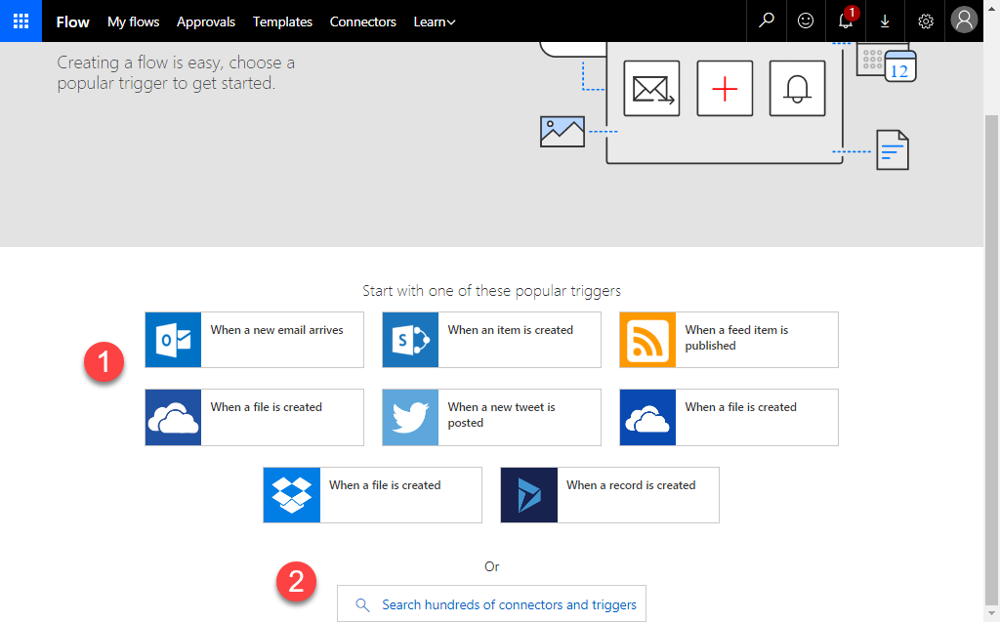 Flow My flows Approvals Templates Connectors Learn 1
Creating a flow is easy, choose a
popular trigger to get started.
12
Start with one of these popular triggers
1
When a new email arrives
When an item is created
When a feed item is
published
When a file is created
When a new tweet is
posted
When a file is created
When a file is created
When a record is created
Or
2
Search hundreds of connectors and triggers